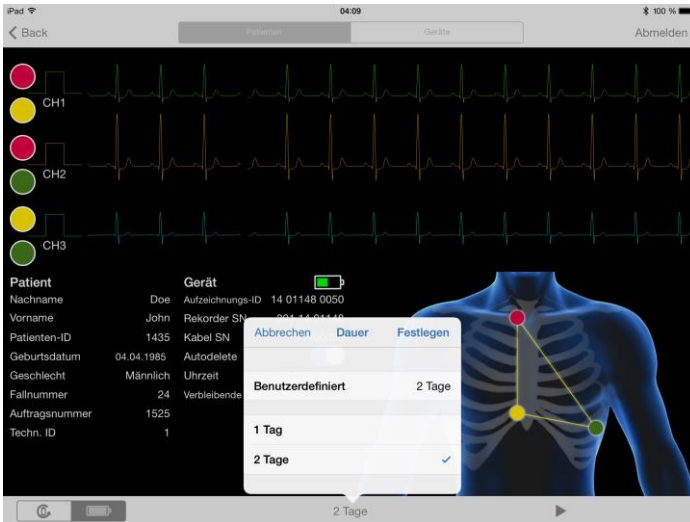 iPad 04:09 100 %
Back Patienten Geräte Abmelden
CH1
CH2
CH3
Patient Gerät
Nachname Doe Aufzeichnungs-ID 14 01148 0050
Vorname John Rekorder SN
Patienten-ID 1435 Kabel SN
Geburtsdatum 04.04.1985 Autodelete
Geschlecht Männlich Uhrzeit
Fallnummer 24 Verbleibende
Auftragsnummer 1525
Techn. ID 1
Abbrechen Dauer Festlegen
Benutzerdefiniert 2 Tage
1 Tag
2 Tage
2 Tage